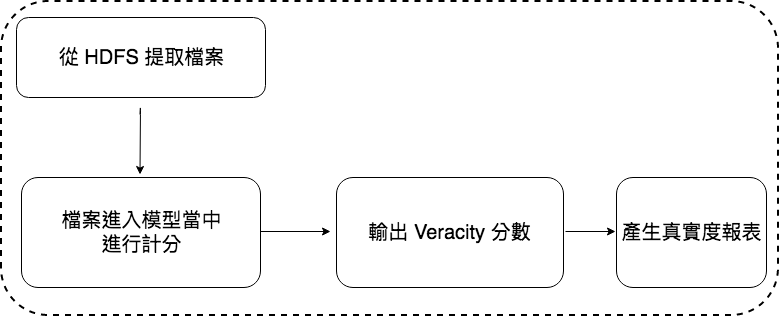 從 HDFS 提取檔案
檔案進入模型當中
進行計分
輸出 Veracity 分數
產生真實度報表